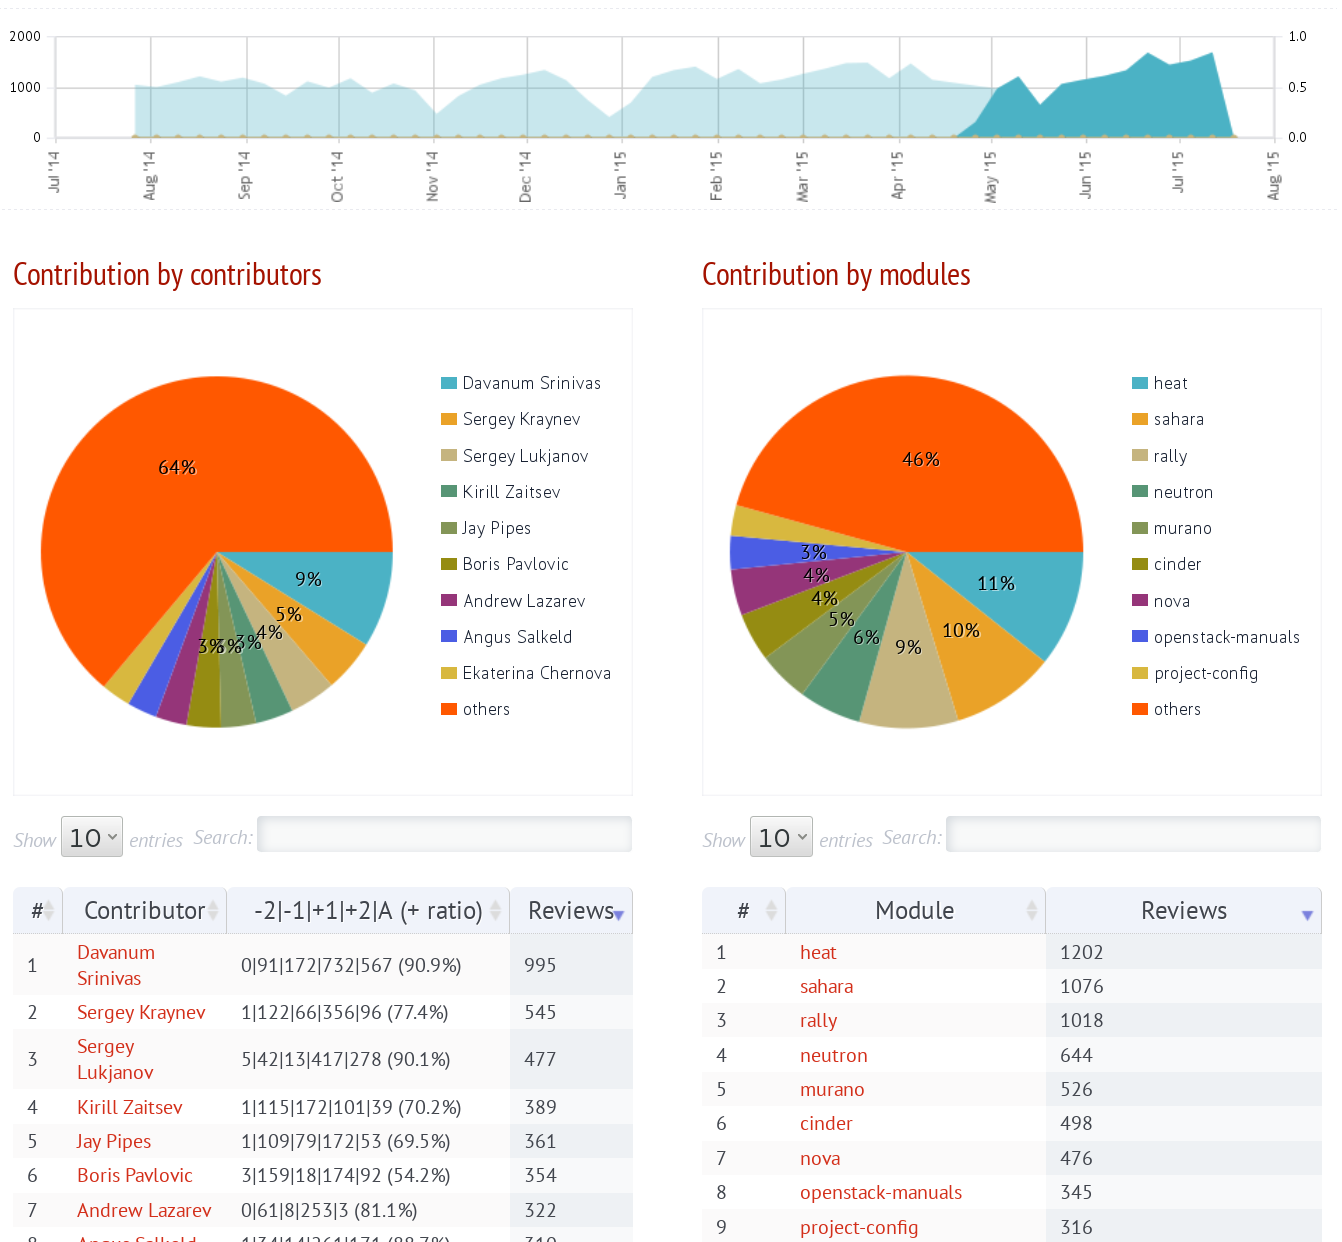 2000
1000
0
1.0
0.5
0.0
Jul '14
Aug '14
Sep '14
Oct '14
Nov '14
Dec '14
Jan '15
Feb '15
Mar '15
Apr '15
May '15
Jun '15
Jul '15
Aug '15
Contribution by contributors
64%
9%
5%
4%
3%
3%
3%
Davanum Srinivas
Sergey Kraynev
Sergey Lukjanov
Kirill Zaitsev
Jay Pipes
Boris Pavlovic
Andrew Lazarev
Angus Salkeld
Ekaterina Chernova
others
Show 10 entries Search:
# Contributor -2|-1|+1|+2|A (+ ratio) Reviews
1 Davanum Srinivas 0|91|172|732|567 (90.9%) 995
2 Sergey Kraynev 1|122|66|356|96 (77.4%) 545
3 Sergey Lukjanov 5|42|13|417|278 (90.1%) 477
4 Kirill Zaitsev 1|115|172|101|39 (70.2%) 389
5 Jay Pipes 1|109|79|172|53 (69.5%) 361
6 Boris Pavlovic 3|159|18|174|92 (54.2%) 354
7 Andrew Lazarev 0|61|8|253|3 (81.1%) 322
Contribution by modules
46%
3%
4%
4%
5%
6%
9%
10%
11%
heat
sahara
rally
neutron
murano
cinder
nova
openstack-manuals
project-config
others
Show 10 entries Search:
# Module Reviews
1 heat 1202
2 sahara 1076
3 rally 1018
4 neutron 644
5 murano 526
6 cinder 498
7 nova 476
8 openstack-manuals 345
9 project-config 316